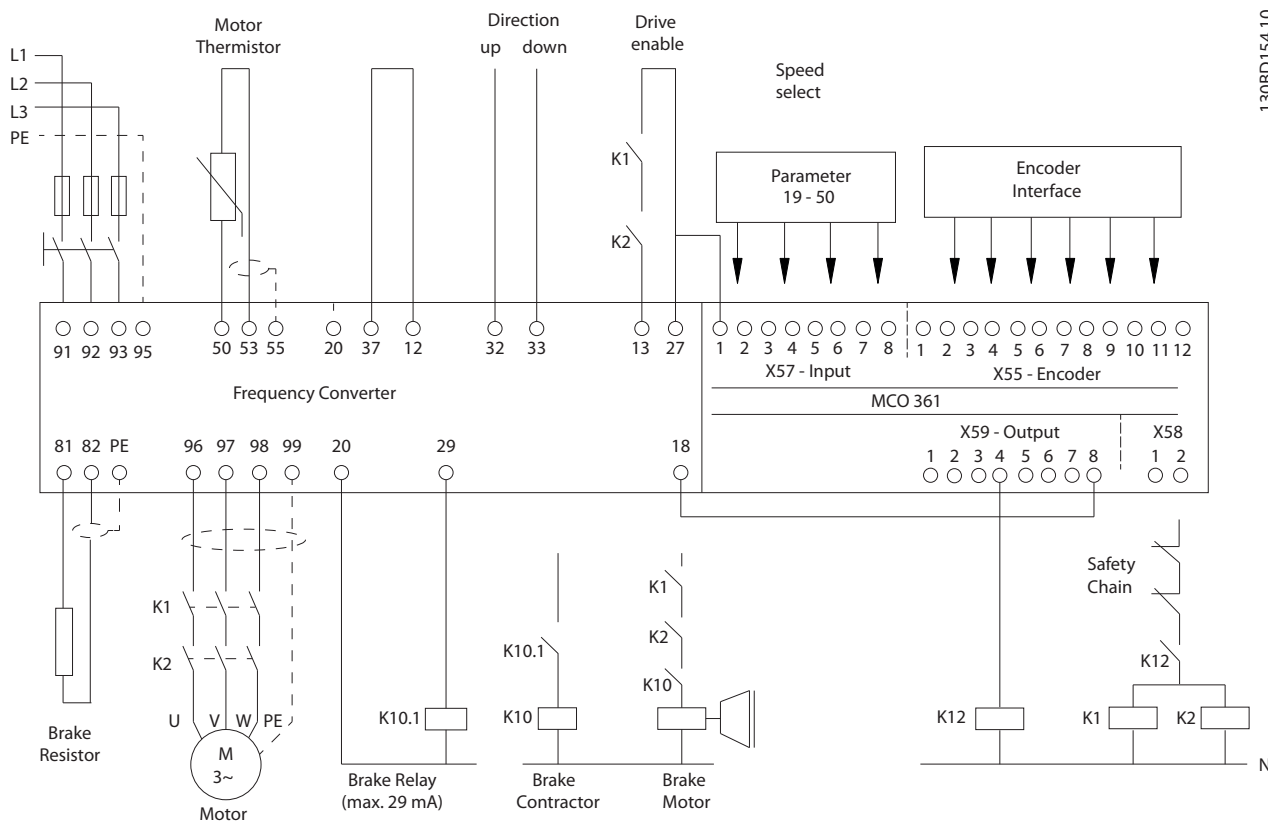 130BD154.10
Motor
Thermistor
Direction
up down
Drive
enable
Speed
select
L1
L2
L3
PE
K1
K2
Parameter
19 - 50
Encoder
Interface
91 92 93 95 50 53 55 20 37 12 32 33 13 27 1 2 3 4 5 6 7 8 1 2 3 4 5 6 7 8 9 10 11 12
X57 - Input X55 - Encoder
Frequency Converter
MCO 361
81 82 PE 96 97 98 99 20 29 18
X59 - Output X58
1 2 3 4 5 6 7 8 1 2
Safety
Chain
K1
K2
K10.1
K1
K2
K10
K12
U V W PE
K10.1
K10
K12
K1
K2
M
3~
Motor
Brake
Resistor
Brake Relay
(max. 29 mA)
Brake
Contractor
Brake
Motor
N